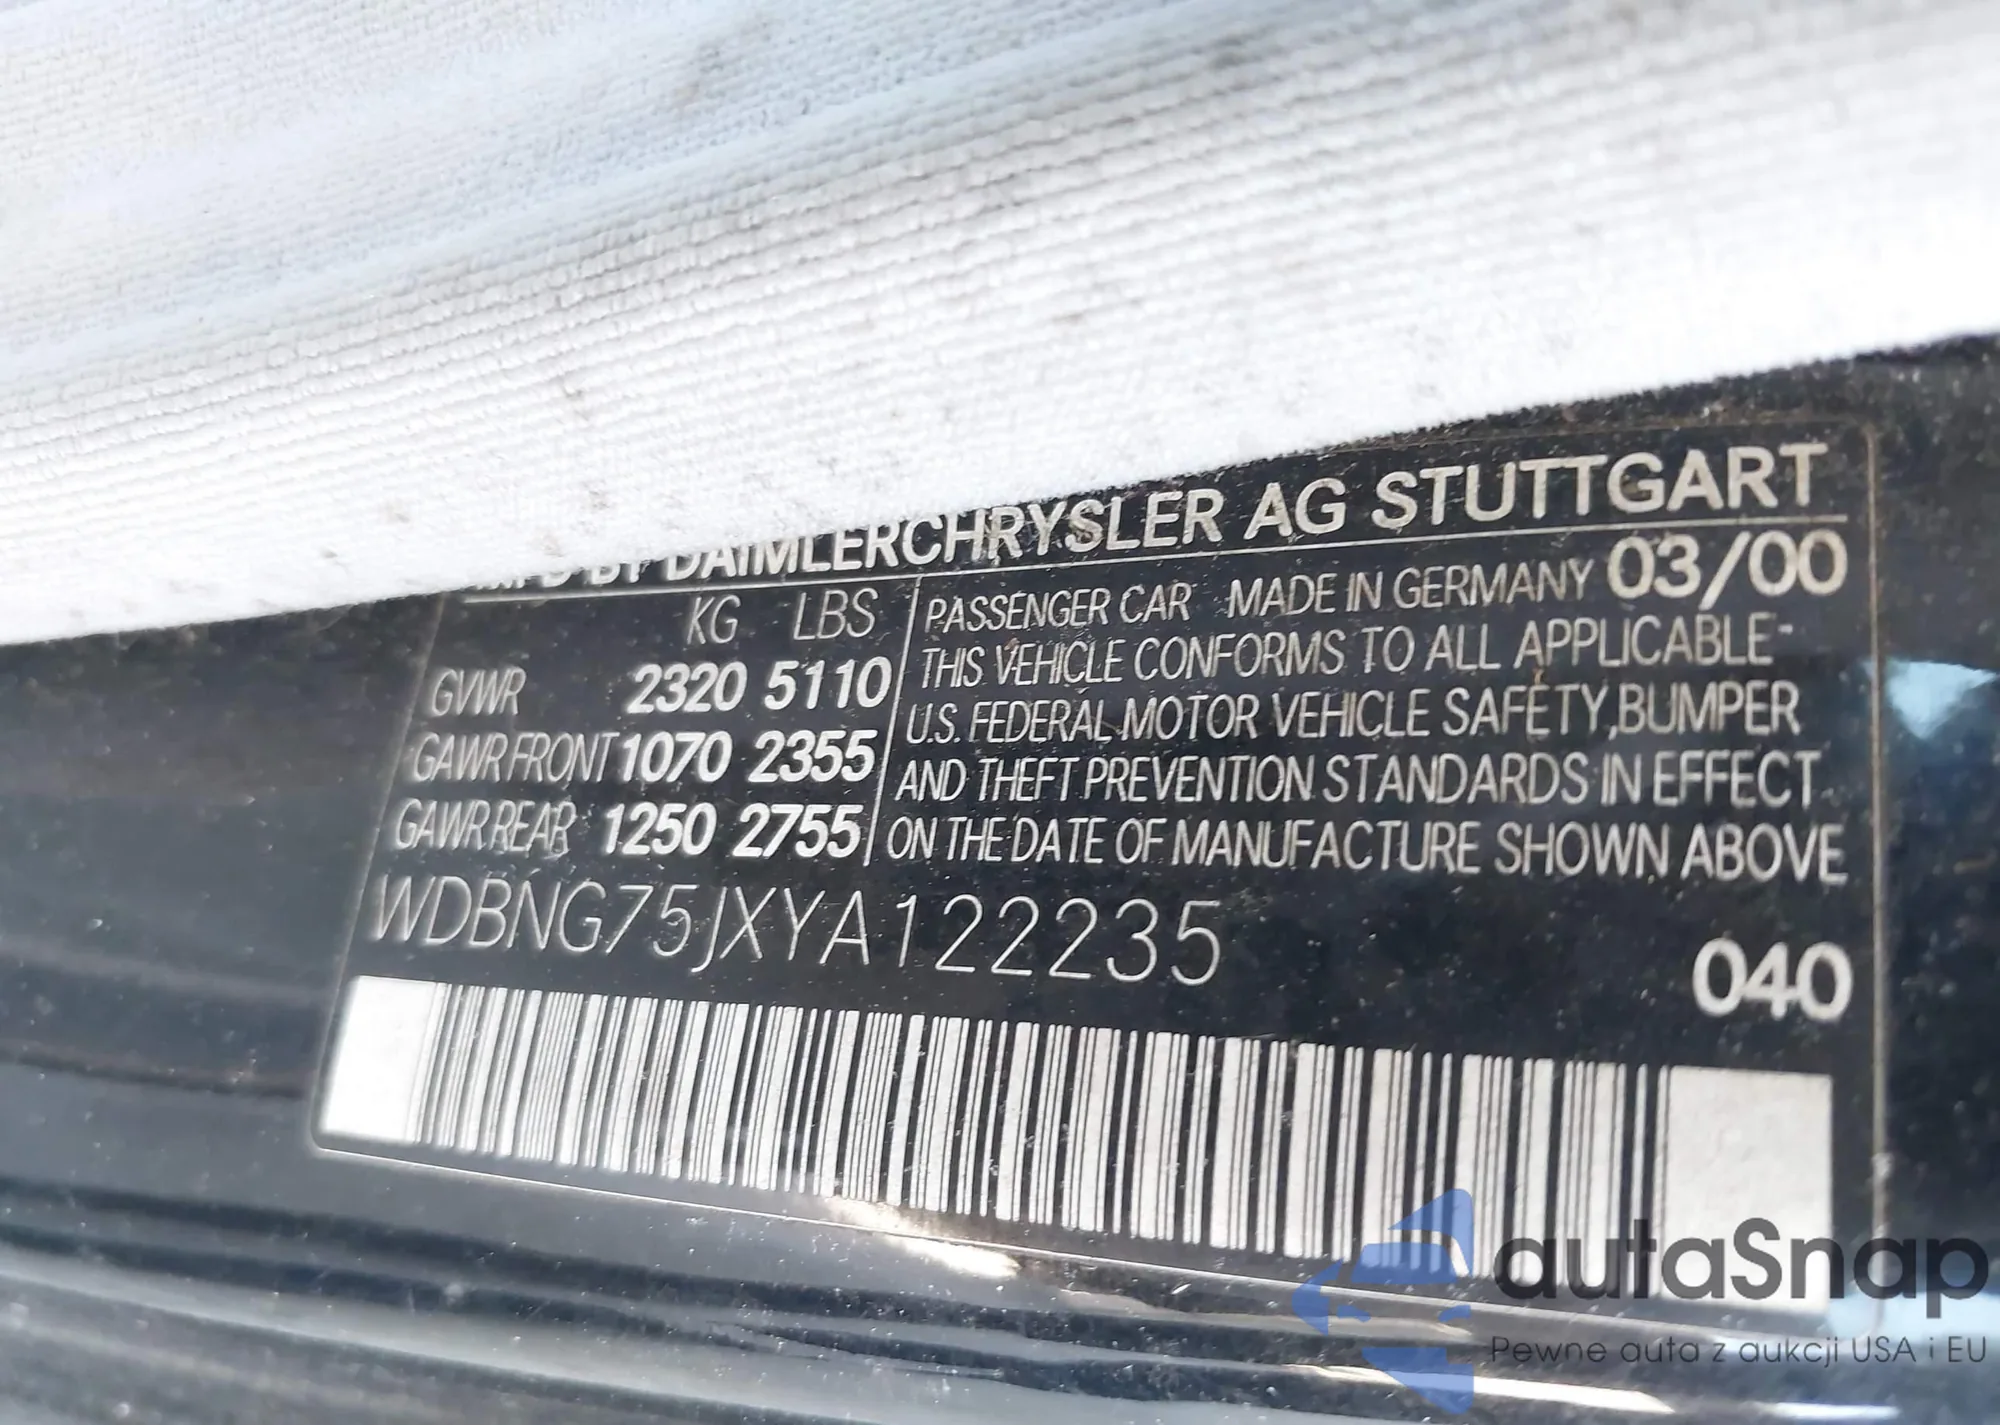 MFD BY DAIMLERCHRYSLER AG STUTTGART
KG LBS
GVWR 2320 5110
GAWR FRONT 1070 2355
GAWR REAR 1250 2755
PASSENGER CAR MADE IN GERMANY 03/00
THIS VEHICLE CONFORMS TO ALL APPLICABLE
U.S. FEDERAL MOTOR VEHICLE SAFETY, BUMPER
AND THEFT PREVENTION STANDARDS IN EFFECT
ON THE DATE OF MANUFACTURE SHOWN ABOVE
WDBNG75JXYA122235
040
autaSnap
Pewne auta z aukcji USA i EU